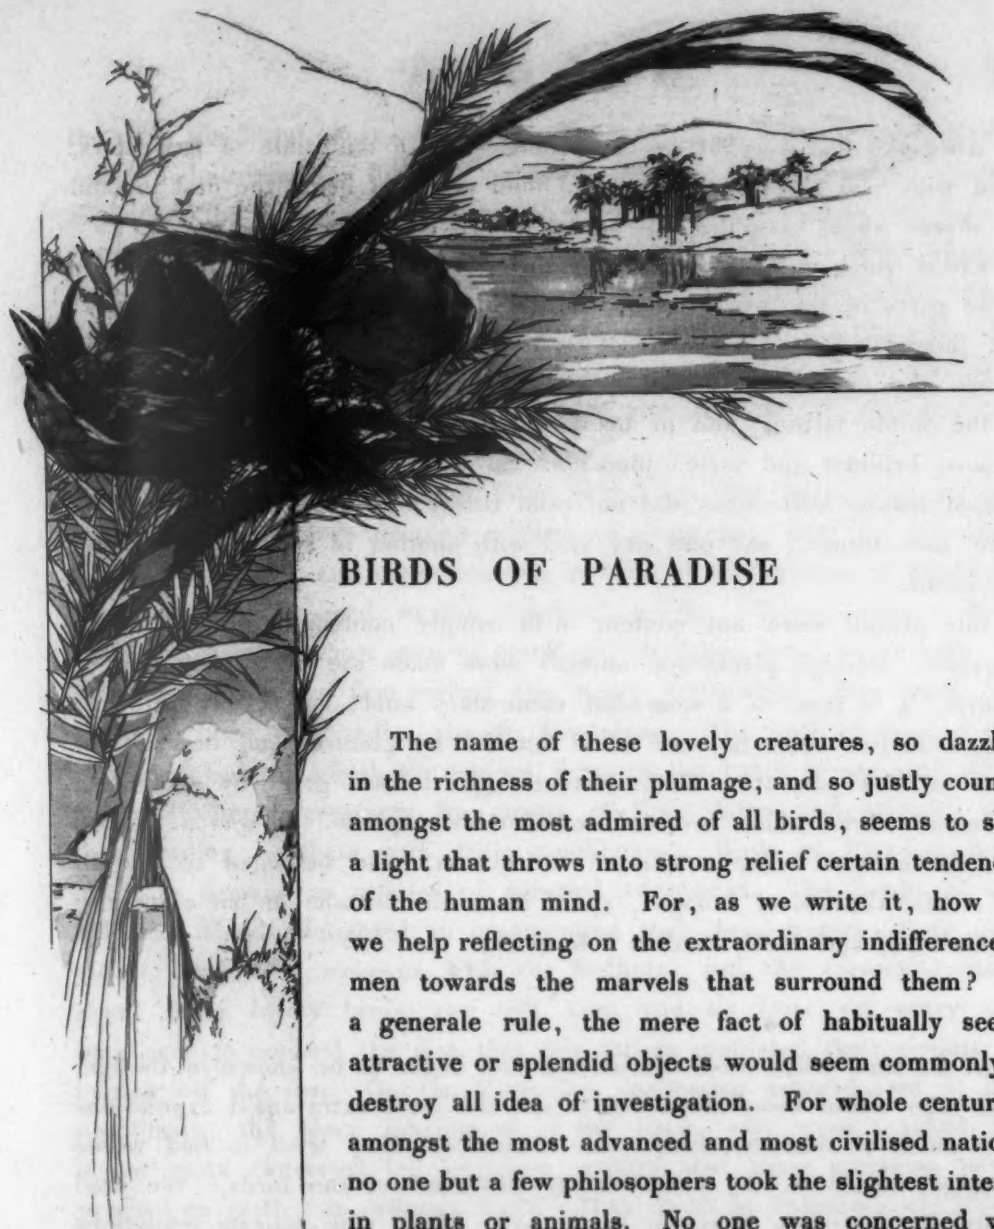 BIRDS OF PARADISE
The name of these lovely creatures, so dazzl
in the richness of their plumage, and so justly coun
amongst the most admired of all birds, seems to s
a light that throws into strong relief certain tendenc
of the human mind. For, as we write it, how
we help reflecting on the extraordinary indifference
men towards the marvels that surround them?
a generale rule, the mere fact of habitually see
attractive or splendid objects would seem commonly
destroy all idea of investigation. For whole centur
amongst the most advanced and most civilised natio
no one but a few philosophers took the slightest inter
in plants or animals. No one was concerned